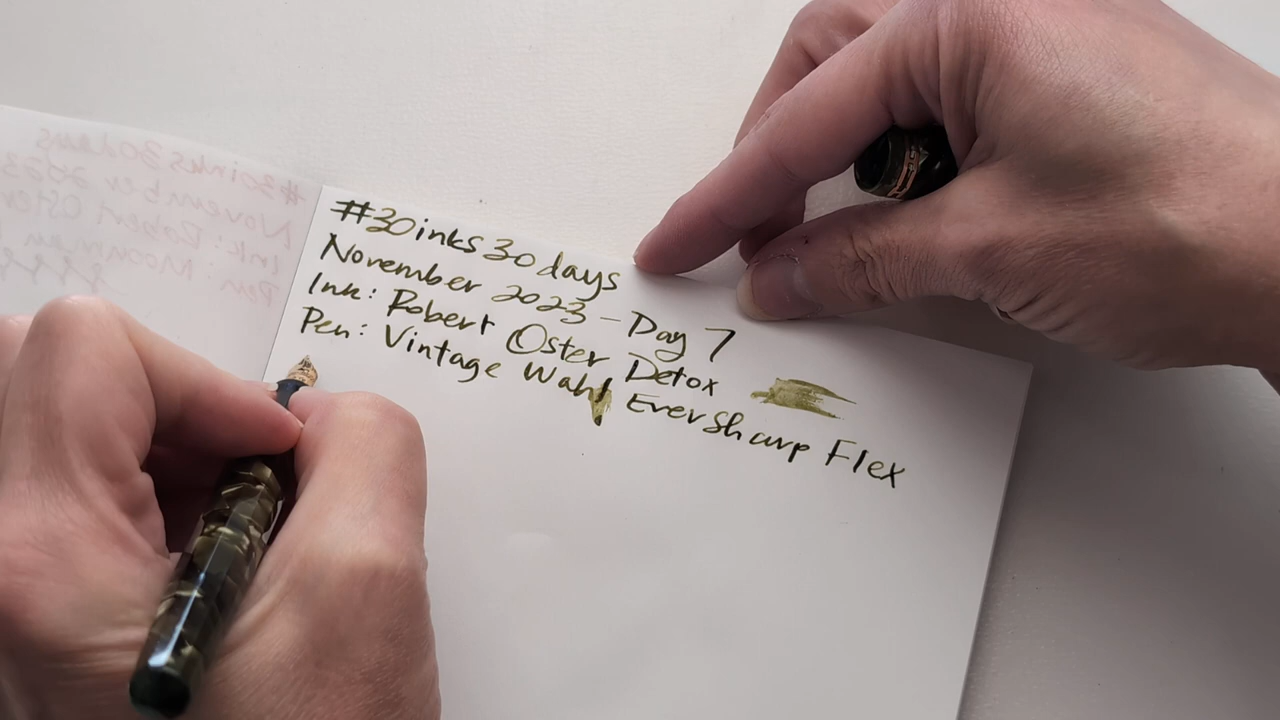 #30inks30days
November 2023 - Day 7
Ink: Robert Oster Detox
Pen: Vintage Wahl Eversharp Flex